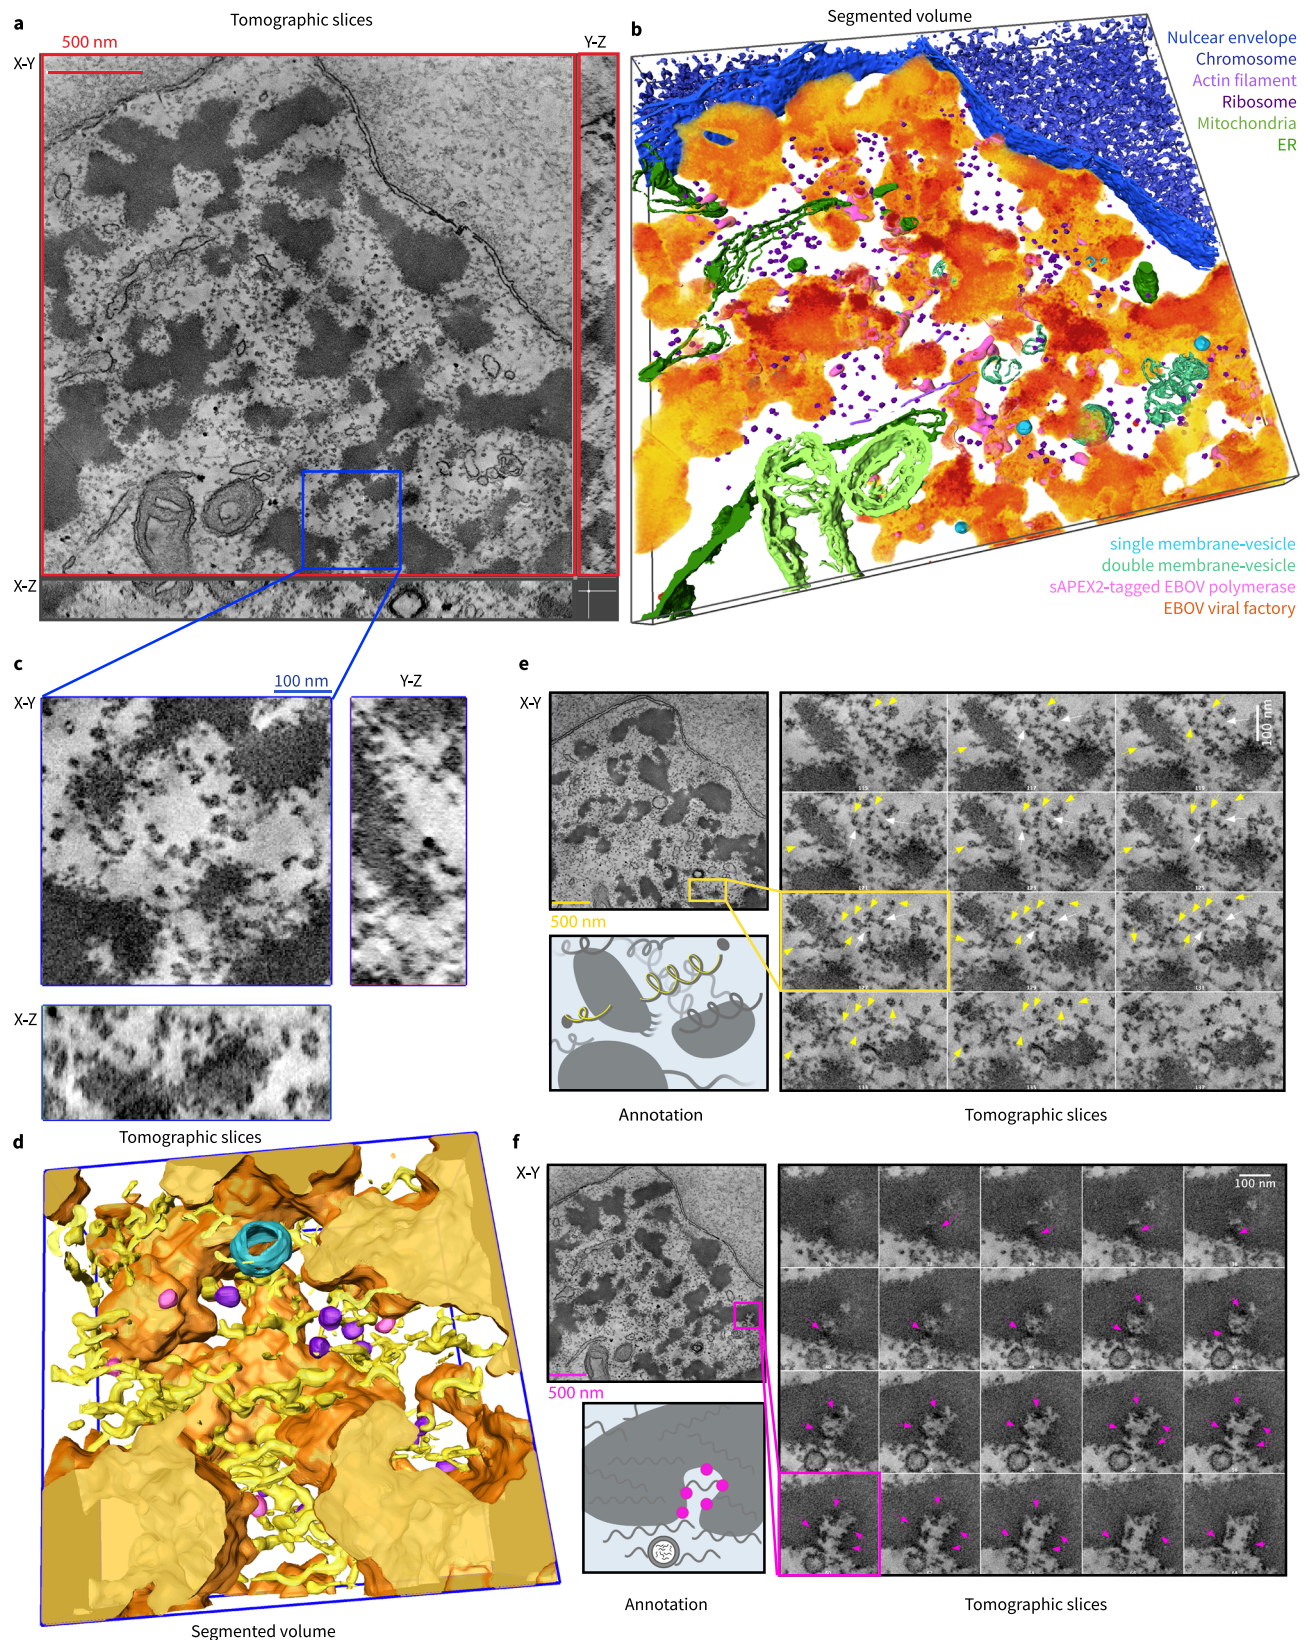 a
Tomographic slices
500 nm
Y-Z
X-Y
X-Z
b
Segmented volume
Nulcear envelope
Chromosome
Actin filament
Ribosome
Mitochondria
ER
single membrane-vesicle
double membrane-vesicle
sAPEX2-tagged EBOV polymerase
EBOV viral factory
c
100 nm
X-Y
Y-Z
X-Z
Tomographic slices
d
Segmented volume
e
X-Y
500 nm
100 nm
Annotation
Tomographic slices
f
X-Y
500 nm
100 nm
Annotation
Tomographic slices